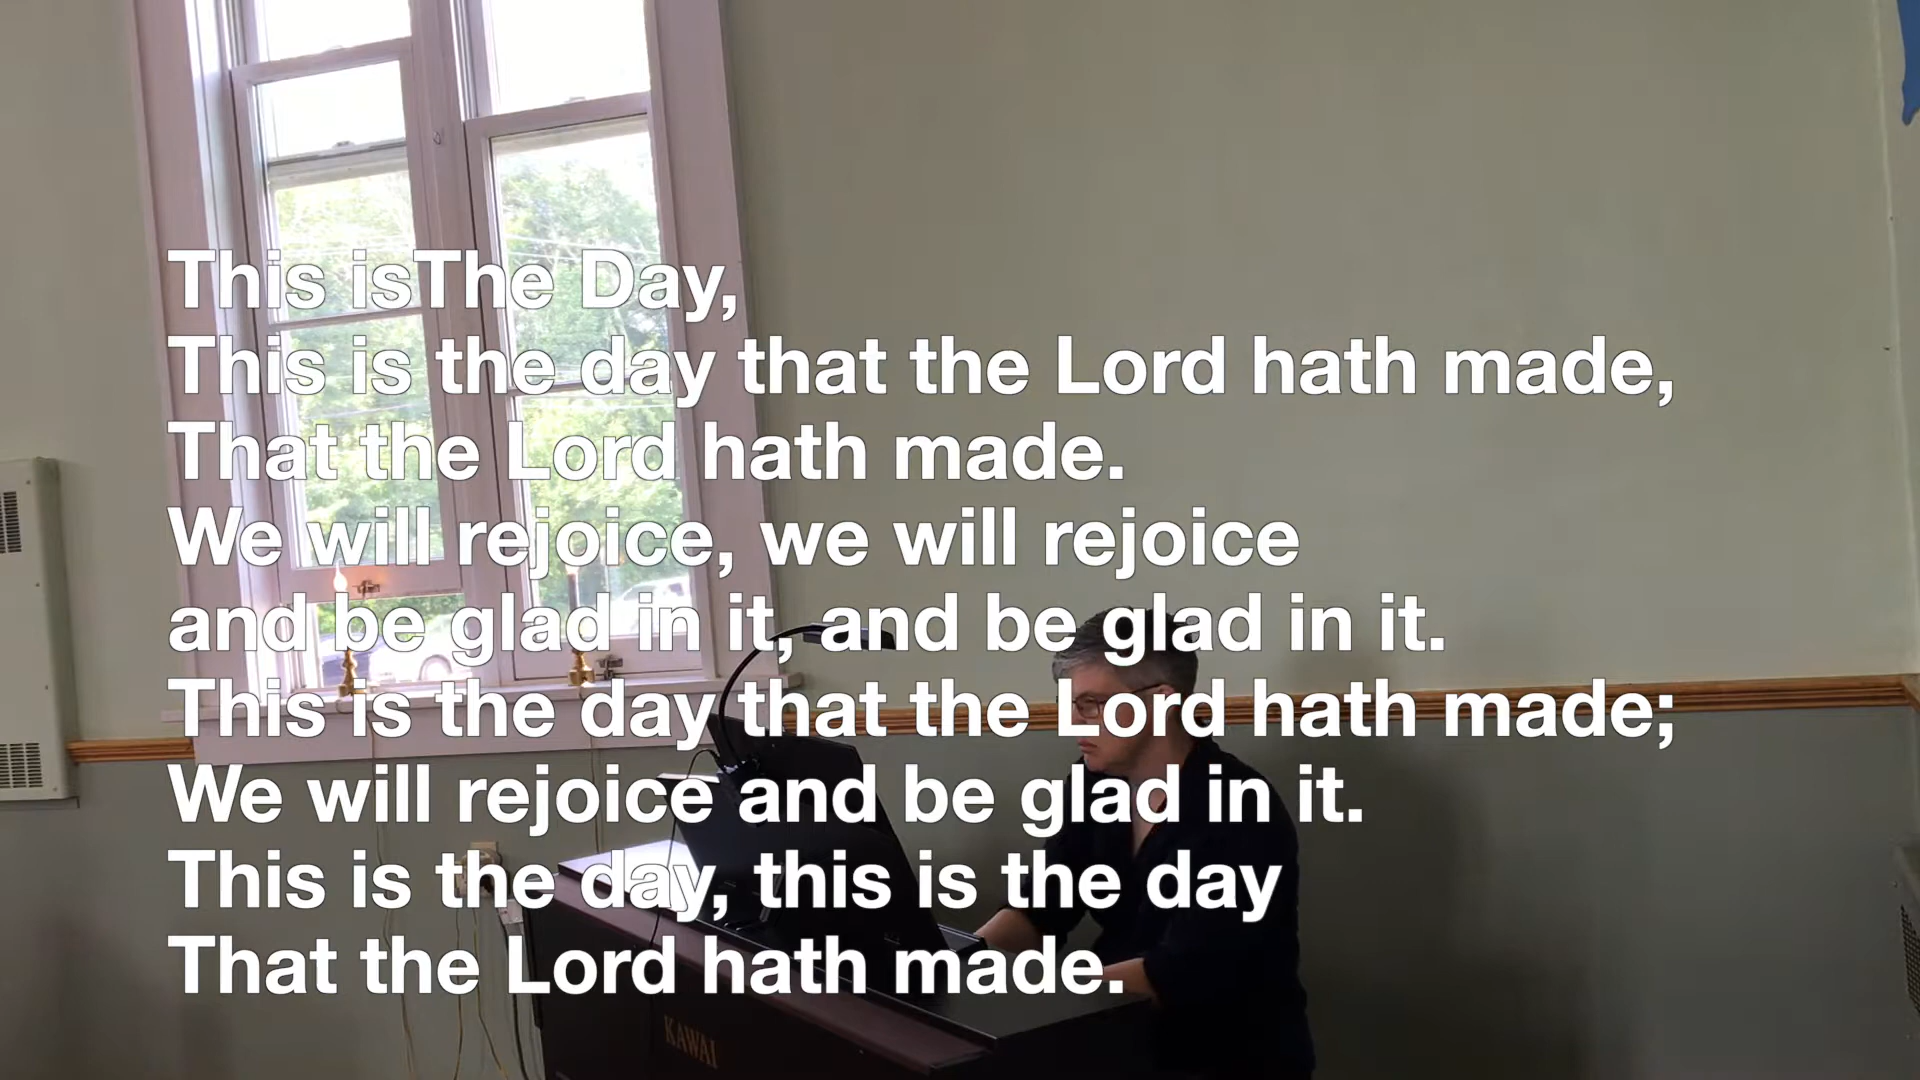 This isThe Day,
This is the day that the Lord hath made,
That the Lord hath made.
We will rejoice, we will rejoice
and be glad in it, and be glad in it.
This is the day that the Lord hath made;
We will rejoice and be glad in it.
This is the day, this is the day
That the Lord hath made.
KAWAI